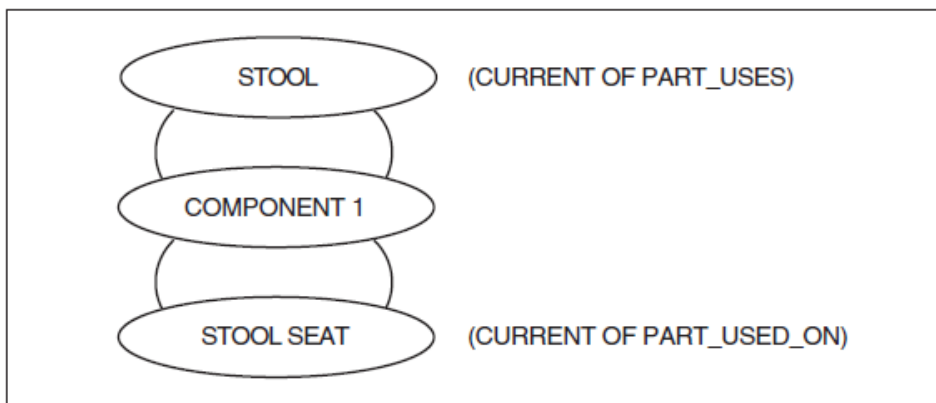 STOOL (CURRENT OF PART_USES)
COMPONENT 1
STOOL SEAT (CURRENT OF PART_USED_ON)